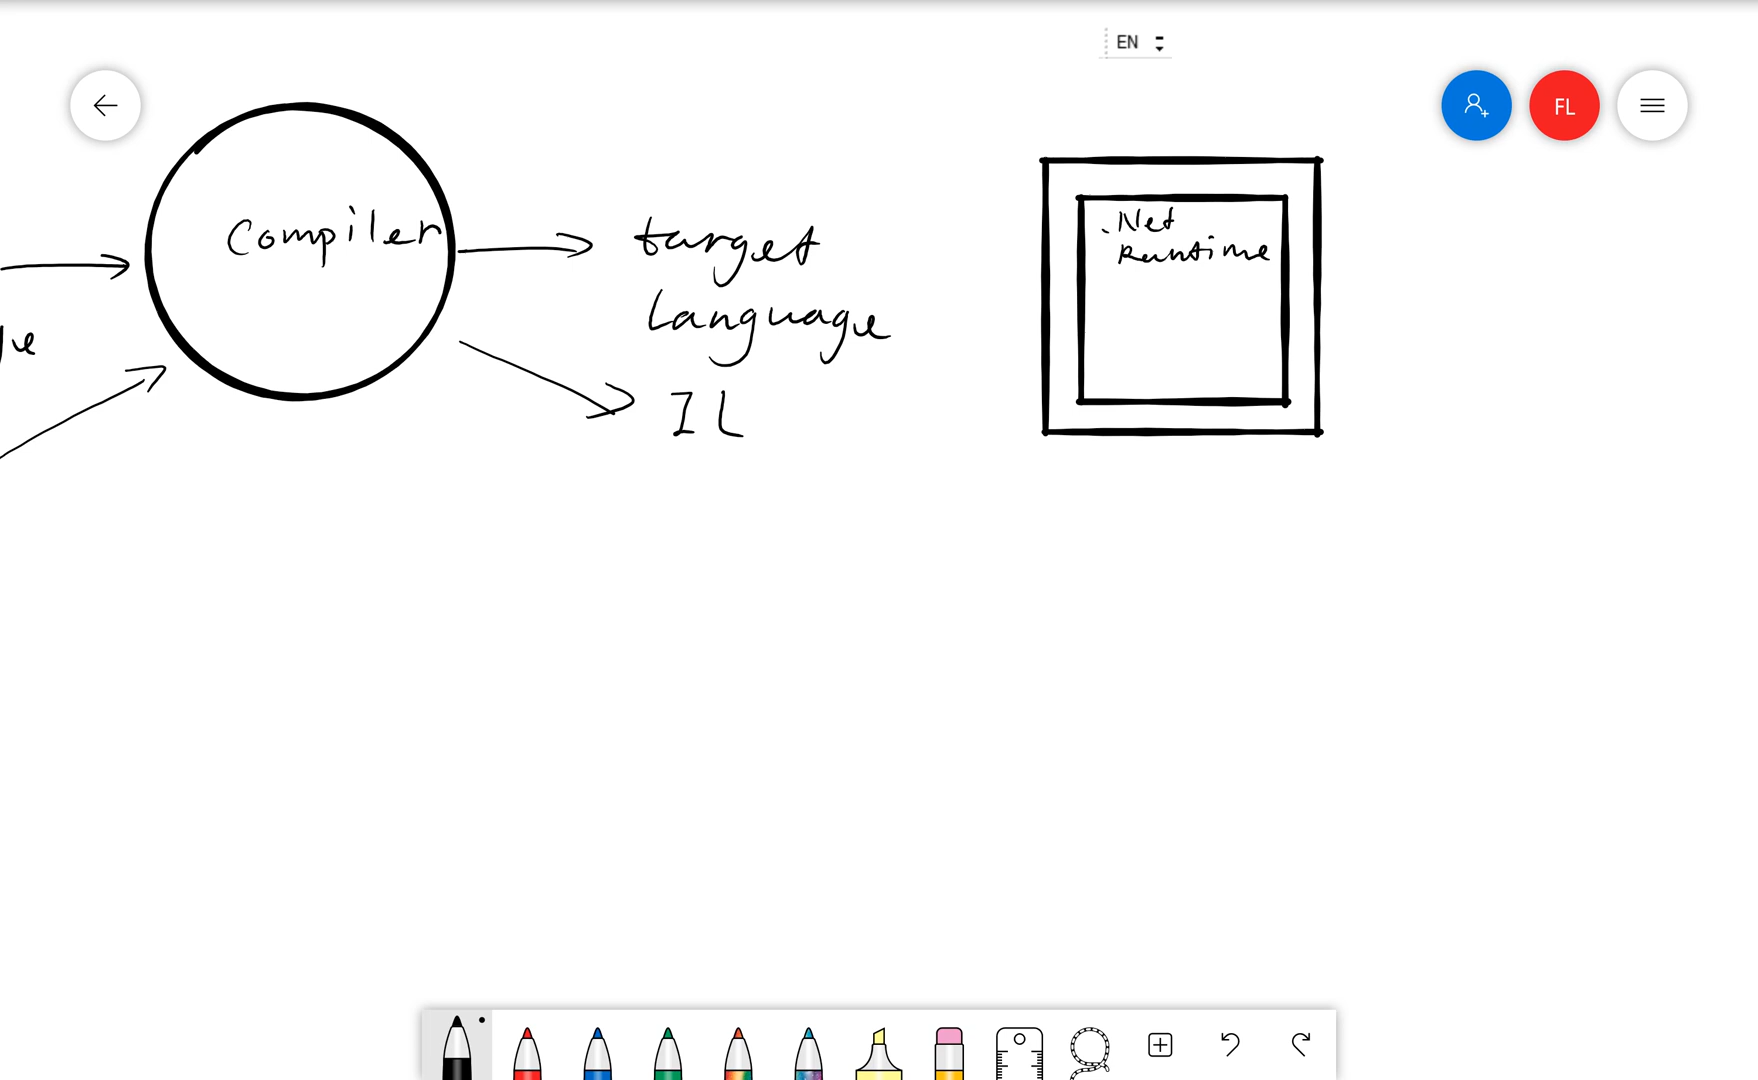 EN
FL
Compiler
target
Language
IL
.Net
Runtime